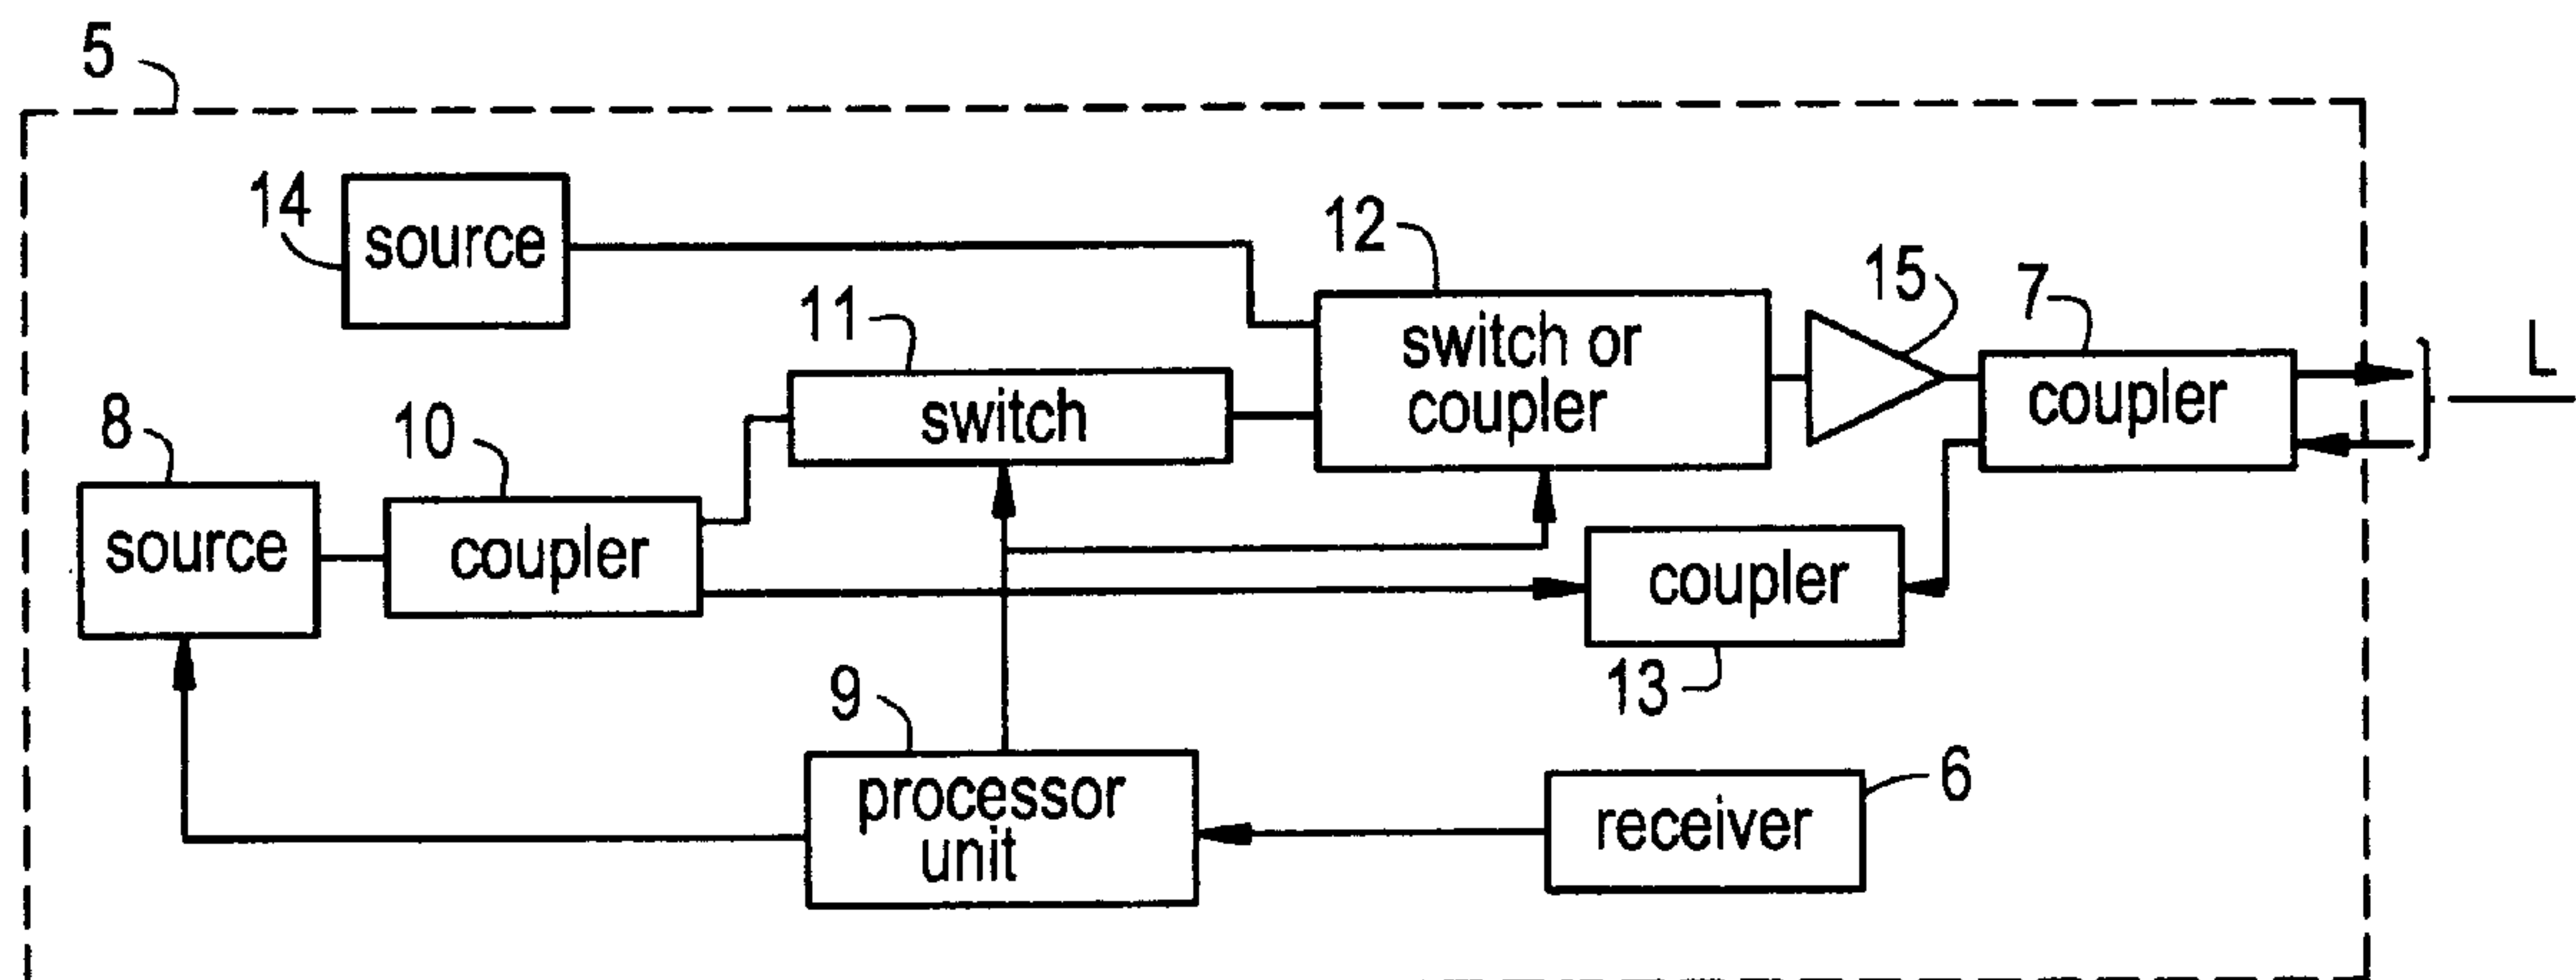 5
14
source
12
switch or
coupler
15
7
coupler
L
11
switch
8
source
10
coupler
coupler
13
9
processor
unit
receiver
6